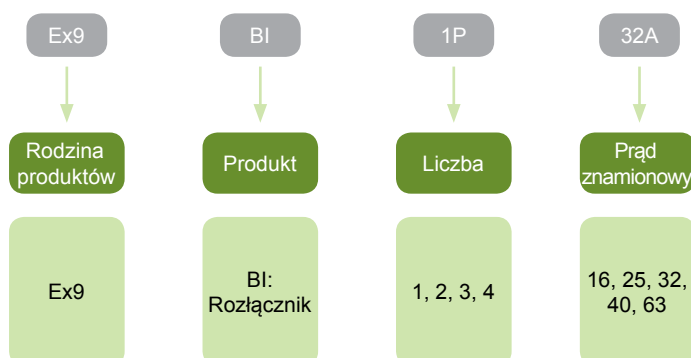 Ex9 BI 1P 32A
Rodzina produktów
Produkt
Liczba
Prąd znamionowy
Ex9
BI:
Rozłącznik
1, 2, 3, 4
16, 25, 32,
40, 63